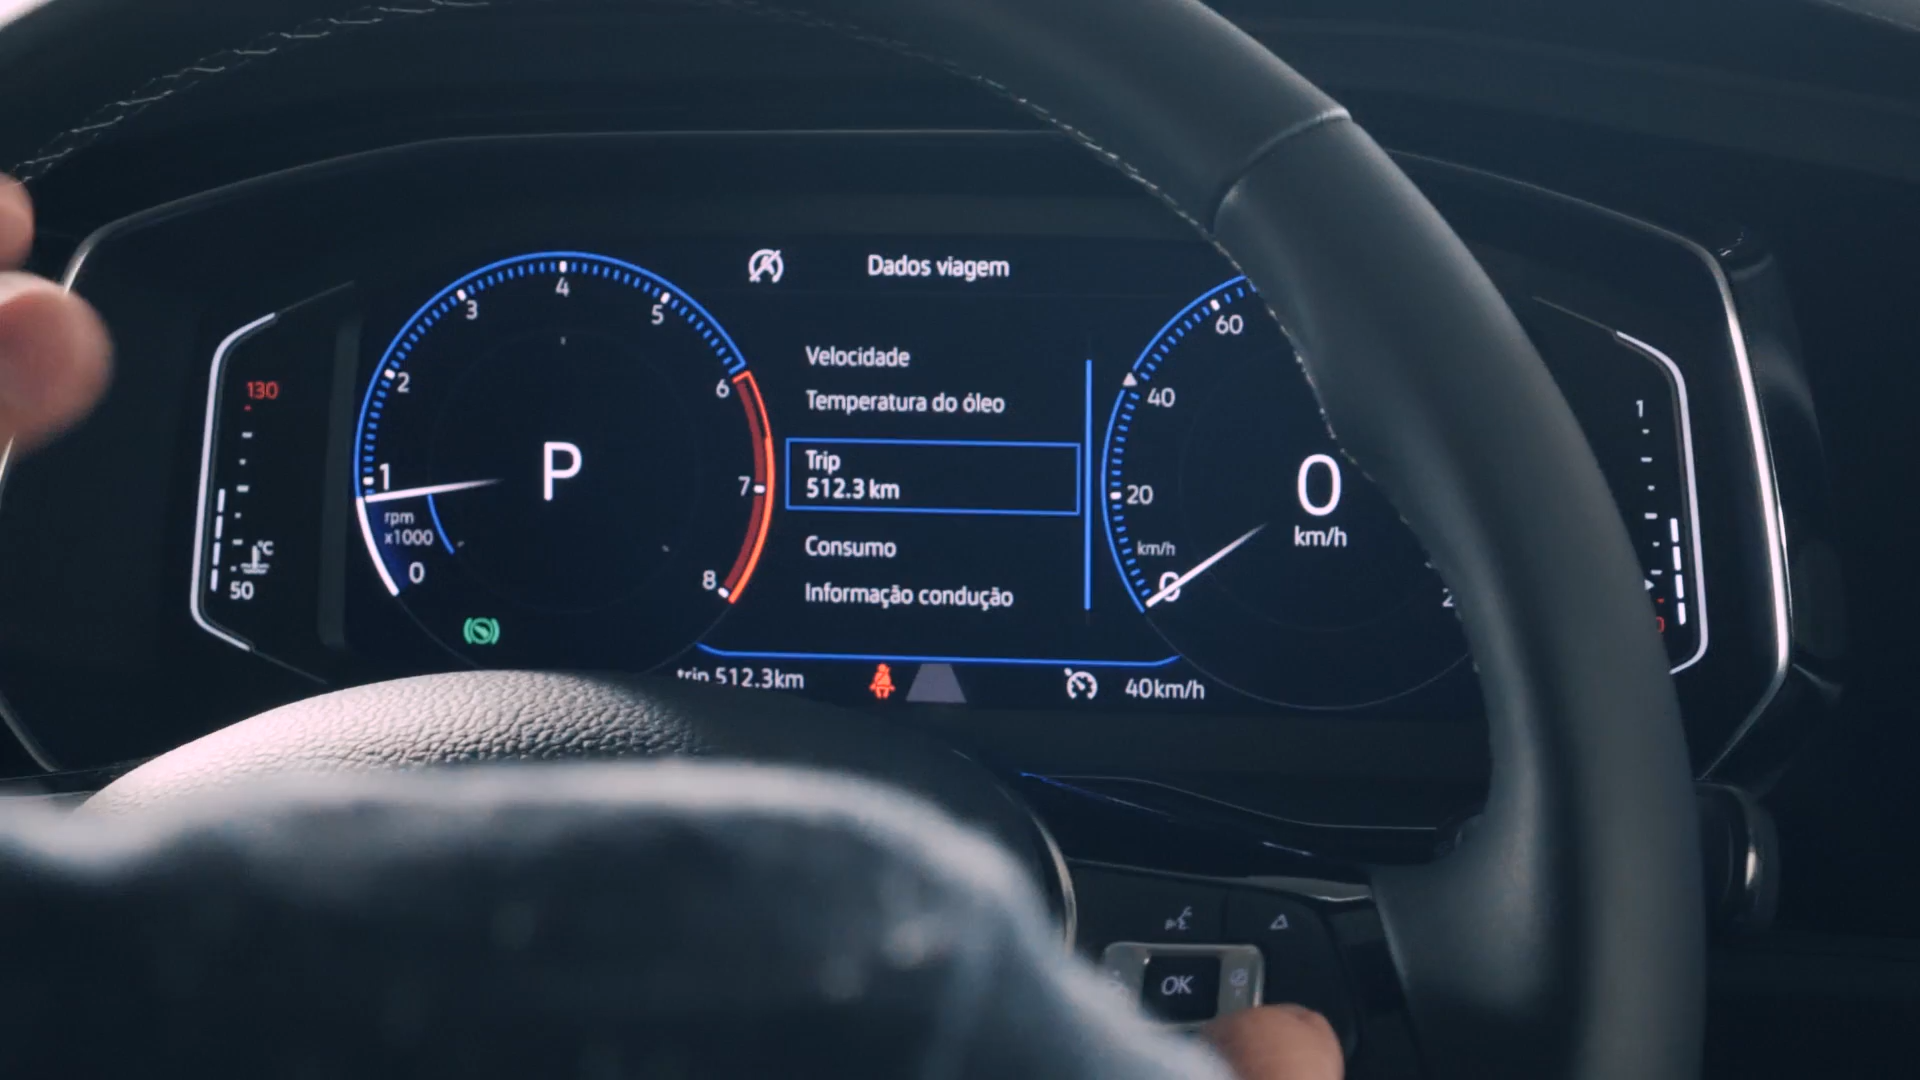 Dados viagem
130
50
°C
0
1
2
3
4
5
6
7
8
rpm
x1000
P
Velocidade
Temperatura do óleo
Trip
512.3 km
Consumo
Informação condução
trip 512.3km
40km/h
0
20
40
60
km/h
0
km/h
1
OK